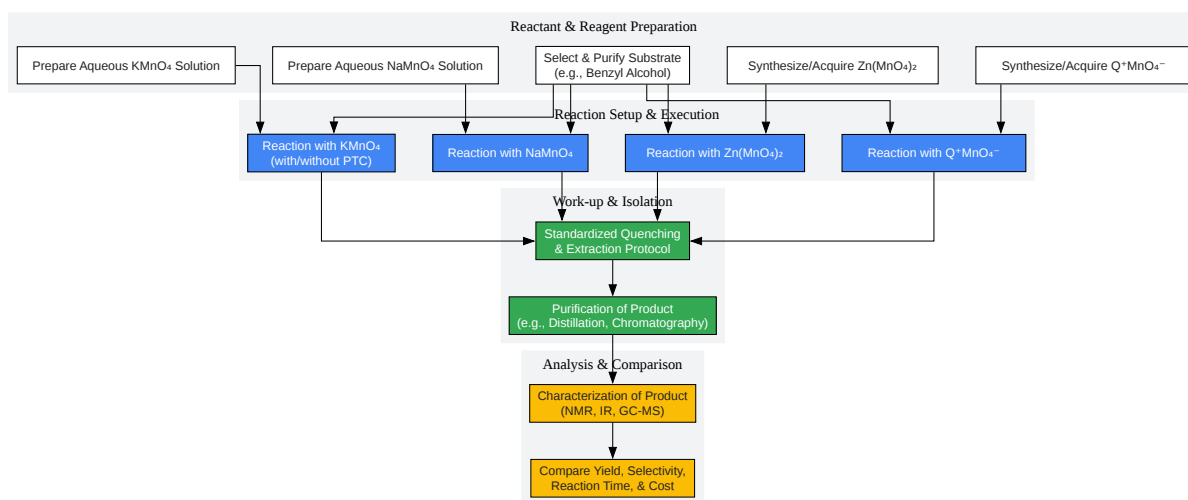 Reactant & Reagent Preparation
Prepare Aqueous KMnO₄ Solution
Prepare Aqueous NaMnO₄ Solution
Select & Purify Substrate
(e.g., Benzyl Alcohol)
Synthesize/Acquire Zn(MnO₄)₂
Synthesize/Acquire Q⁺MnO₄⁻
Reaction Setup & Execution
Reaction with KMnO₄
(with/without PTC)
Reaction with NaMnO₄
Reaction with Zn(MnO₄)₂
Reaction with Q⁺MnO₄⁻
Work-up & Isolation
Standardized Quenching
& Extraction Protocol
Purification of Product
(e.g., Distillation, Chromatography)
Analysis & Comparison
Characterization of Product
(NMR, IR, GC-MS)
Compare Yield, Selectivity,
Reaction Time, & Cost